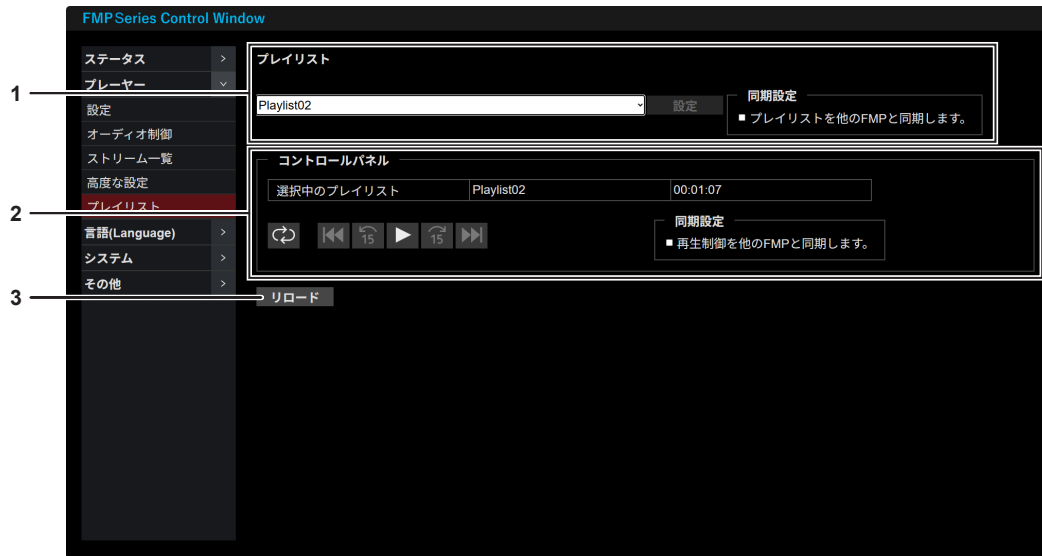 FMP Series Control Window
ステータス
プレーヤー
設定
オーディオ制御
ストリーム一覧
高度な設定
プレイリスト
言語(Language)
システム
その他
1
2
3
プレイリスト
Playlist02
設定
同期設定
プレイリストを他のFMPと同期します。
コントロールパネル
選択中のプレイリスト Playlist02 00:01:07
15
15
同期設定
再生制御を他のFMPと同期します。
リロード